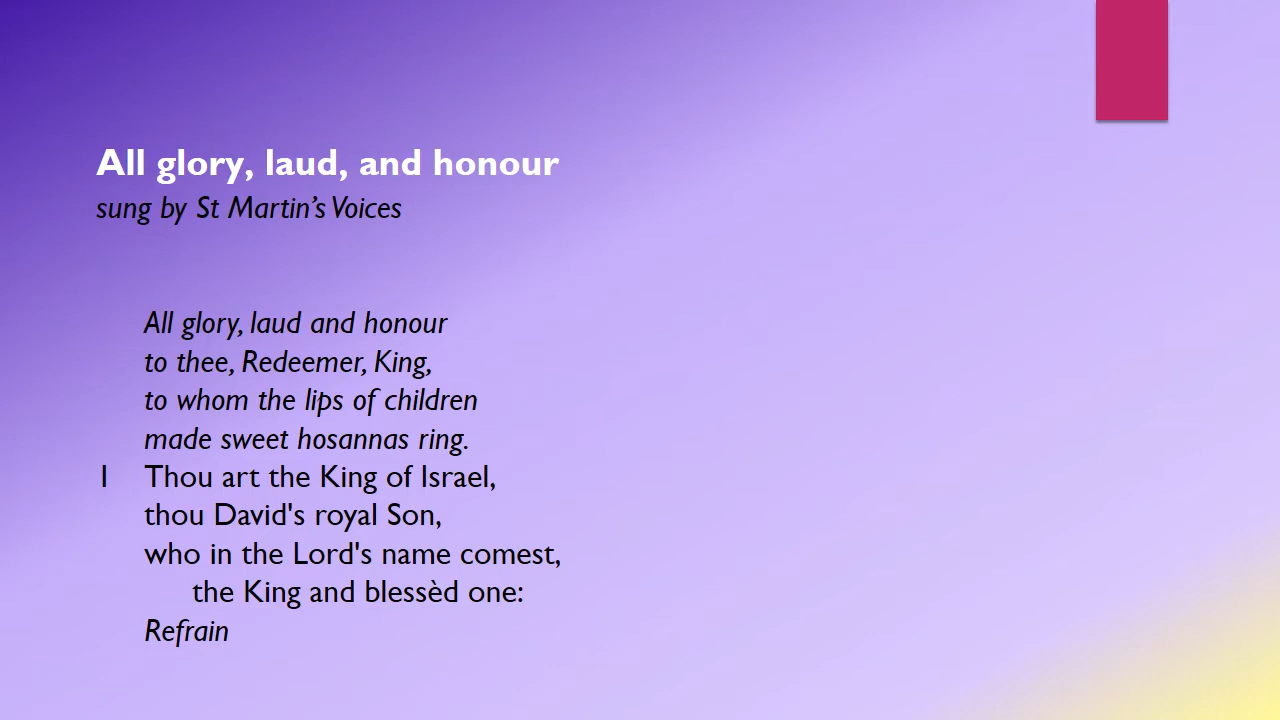 All glory, laud, and honour
sung by St Martin’s Voices
All glory, laud and honour
to thee, Redeemer, King,
to whom the lips of children
made sweet hosannas ring.
1 Thou art the King of Israel,
thou David's royal Son,
who in the Lord's name comest,
the King and blessèd one:
Refrain